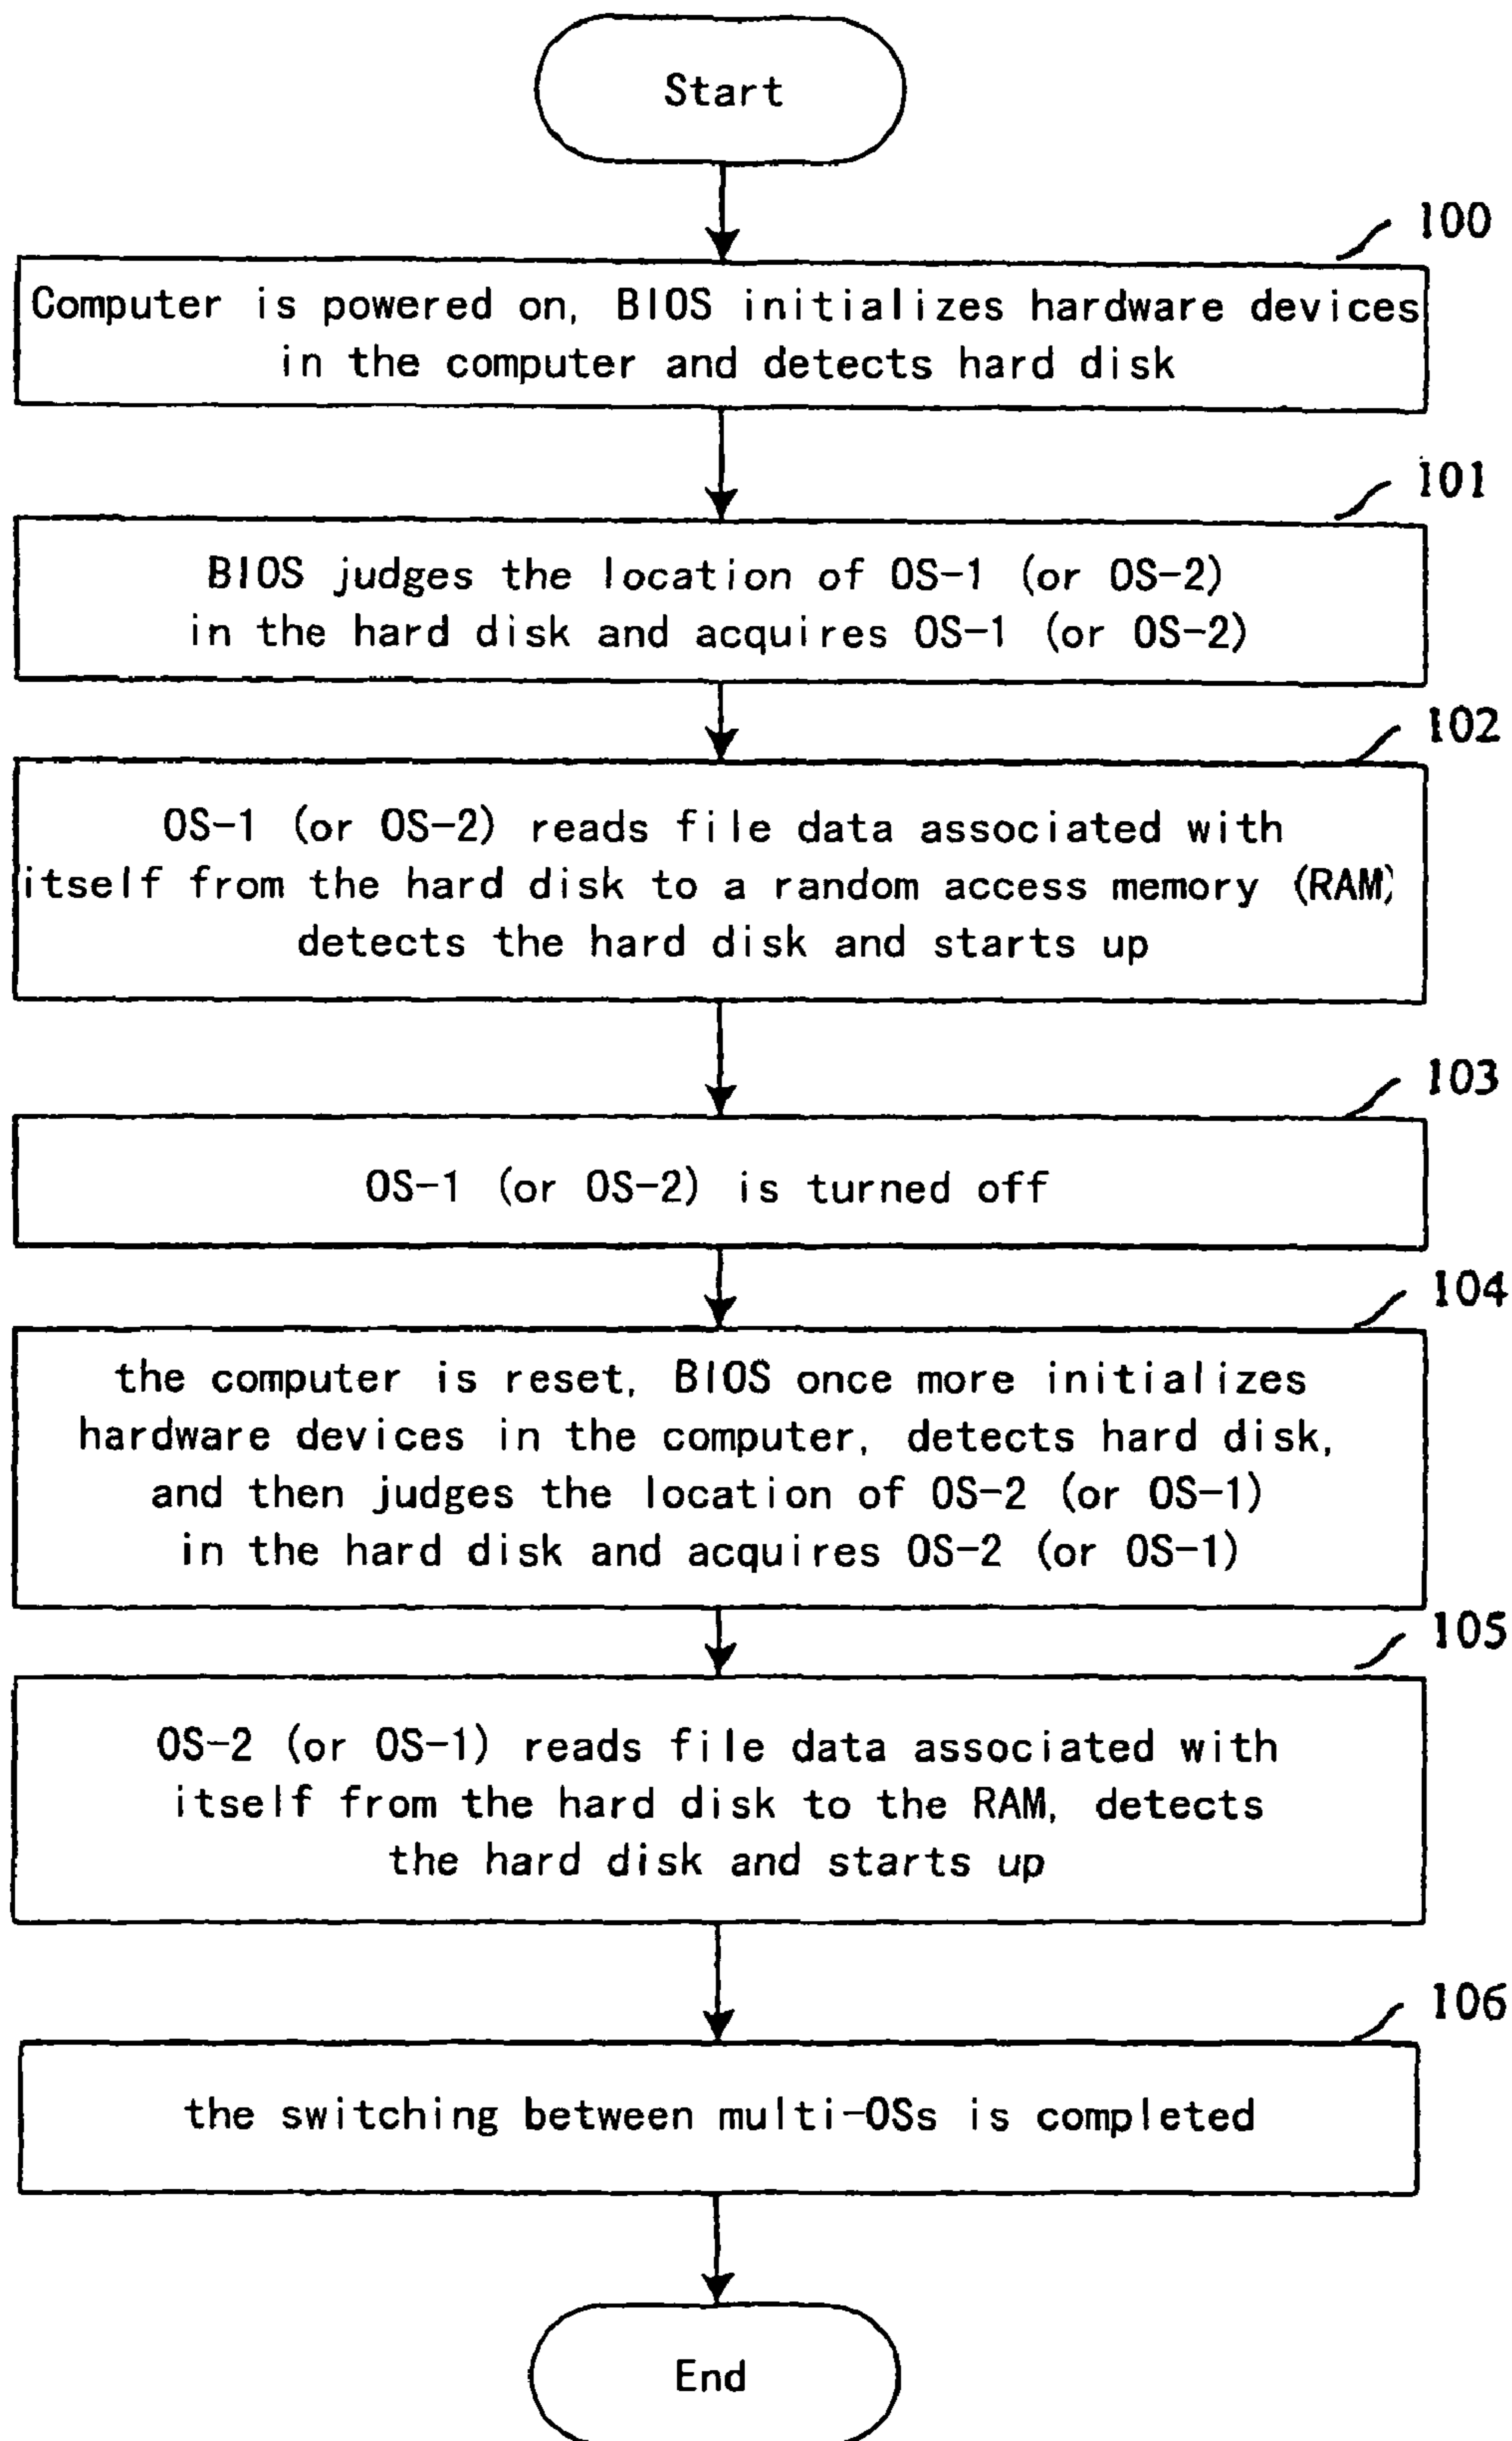 Start
100
Computer is powered on, BIOS initializes hardware devices
in the computer and detects hard disk
101
BIOS judges the location of OS-1 (or OS-2)
in the hard disk and acquires OS-1 (or OS-2)
102
OS-1 (or OS-2) reads file data associated with
itself from the hard disk to a random access memory (RAM)
detects the hard disk and starts up
103
OS-1 (or OS-2) is turned off
104
the computer is reset, BIOS once more initializes
hardware devices in the computer, detects hard disk,
and then judges the location of OS-2 (or OS-1)
in the hard disk and acquires OS-2 (or OS-1)
105
OS-2 (or OS-1) reads file data associated with
itself from the hard disk to the RAM, detects
the hard disk and starts up
106
the switching between multi-OSs is completed
End